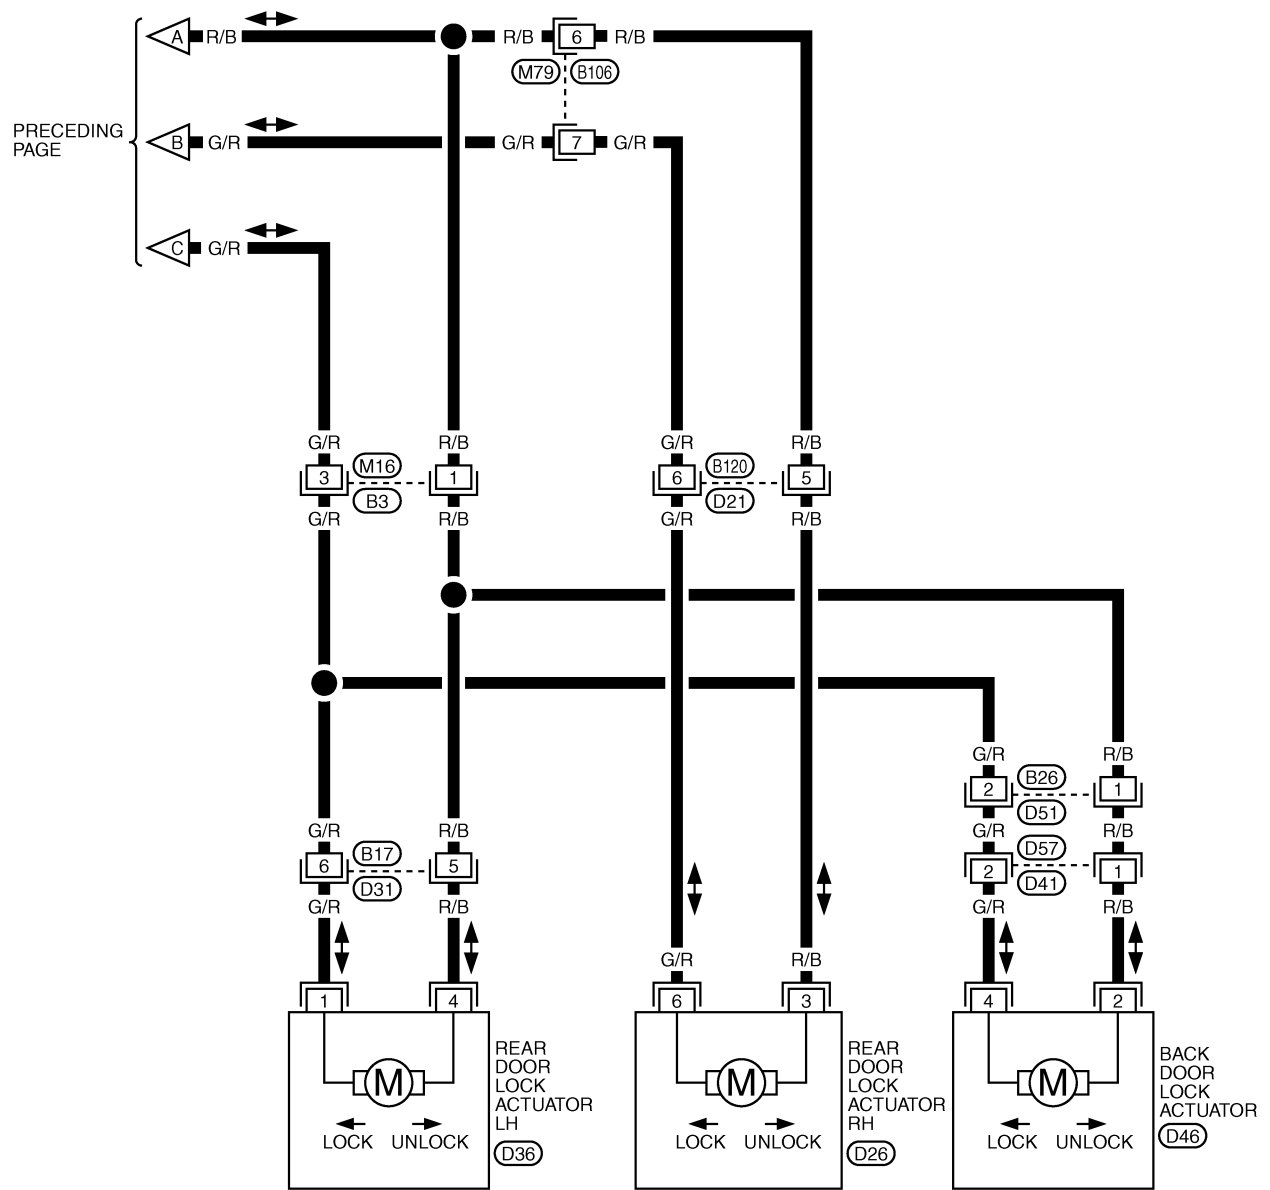 A R/B R/B 6 R/B
M79 B106
PRECEDING
PAGE
B G/R G/R 7 G/R
C G/R
G/R R/B G/R R/B
3 M16 1 6 B120 5
B3 D21
G/R R/B G/R R/B
G/R R/B
2 B26 1
D51
G/R R/B G/R R/B
6 B17 5 2 D57 1
D31 D41
G/R R/B G/R R/B
G/R R/B
1 4 6 3 4 2
REAR
DOOR
LOCK
ACTUATOR
LH
D36
M
LOCK UNLOCK
REAR
DOOR
LOCK
ACTUATOR
RH
D26
M
LOCK UNLOCK
BACK
DOOR
LOCK
ACTUATOR
D46
M
LOCK UNLOCK